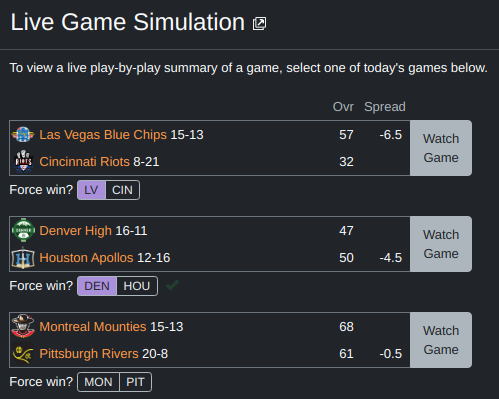 Live Game Simulation
To view a live play-by-play summary of a game, select one of today's games below.
Ovr Spread
Las Vegas Blue Chips 15-13 57 -6.5
Cincinnati Riots 8-21 32
Watch Game
Force win? LV CIN
Denver High 16-11 47
Houston Apollos 12-16 50 -4.5
Watch Game
Force win? DEN HOU
Montreal Mounties 15-13 68
Pittsburgh Rivers 20-8 61 -0.5
Watch Game
Force win? MON PIT